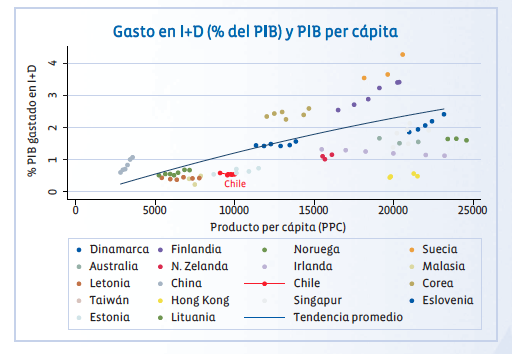 Gasto en I+D (% del PIB) y PIB per cápita
% PIB gastado en I+D
4
3
2
1
0
Chile
0 5000 10000 15000 20000 25000
Producto per cápita (PPC)
Dinamarca Finlandia Noruega Suecia
Australia N. Zelanda Irlanda Malasia
Letonia China Chile Corea
Taiwán Hong Kong Singapur Eslovenia
Estonia Lituania Tendencia promedio